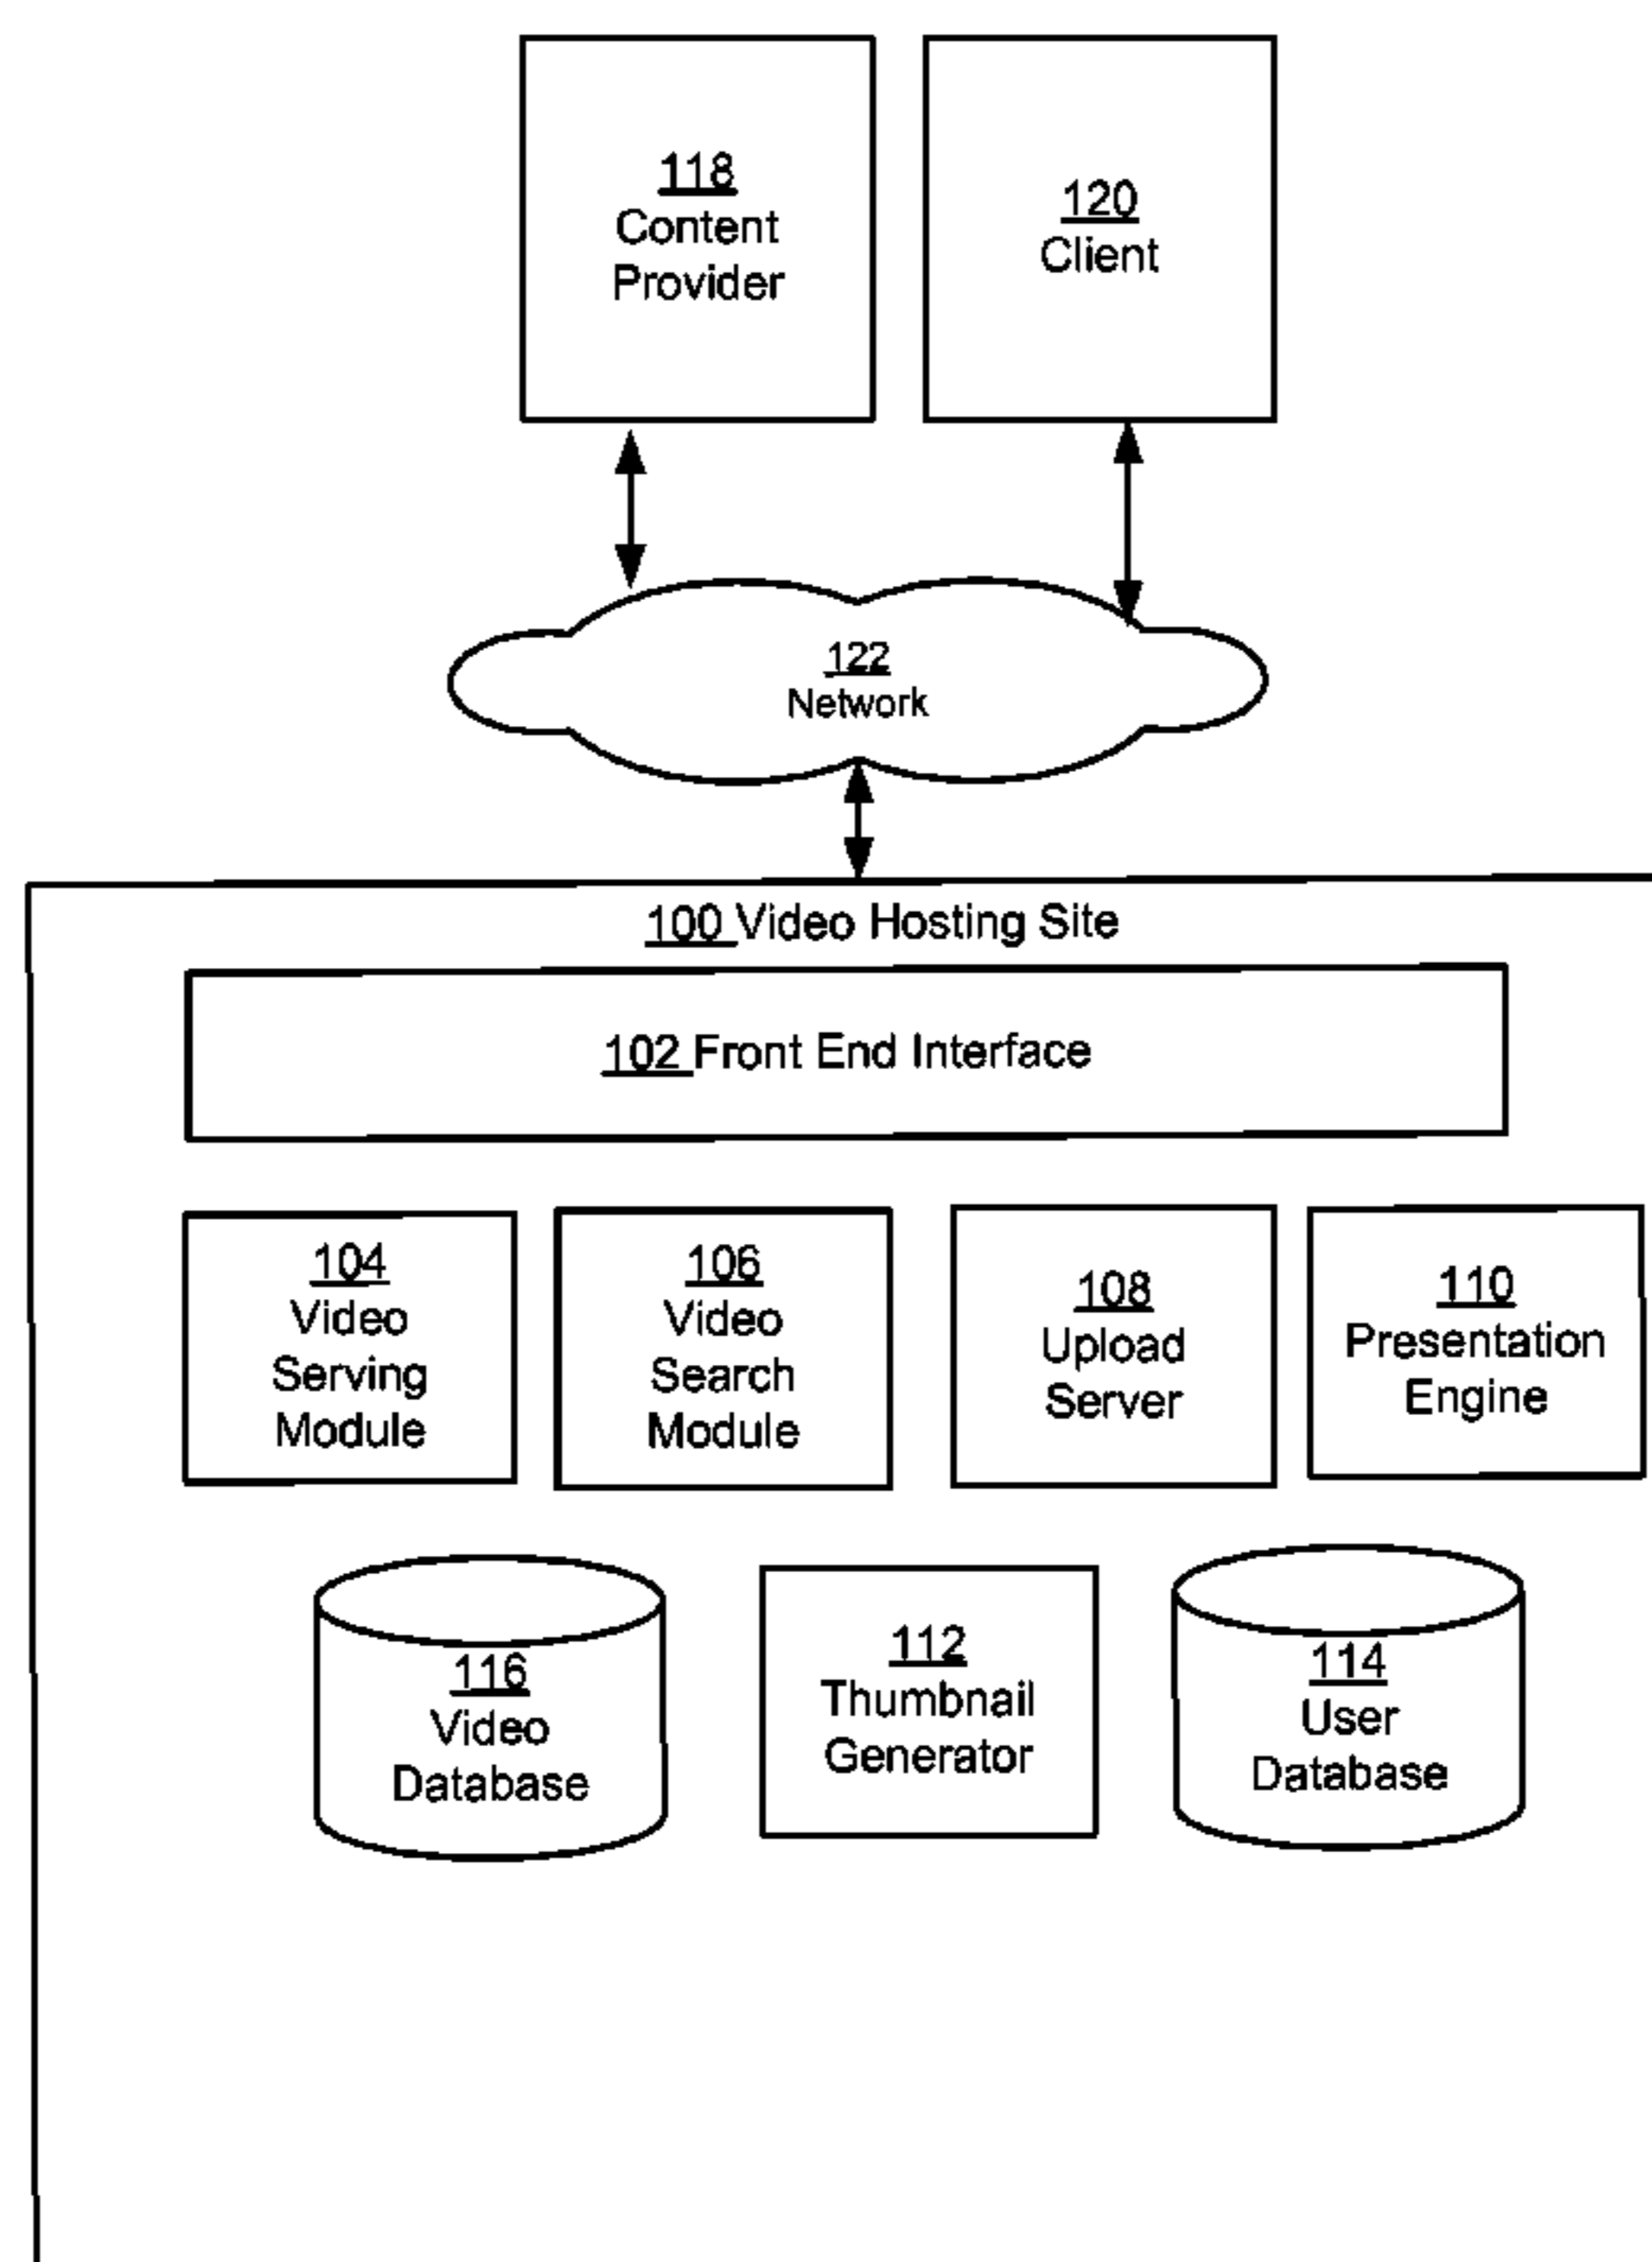 118
Content
Provider
120
Client
122
Network
100 Video Hosting Site
102 Front End Interface
104
Video
Serving
Module
106
Video
Search
Module
108
Upload
Server
110
Presentation
Engine
116
Video
Database
112
Thumbnail
Generator
114
User
Database